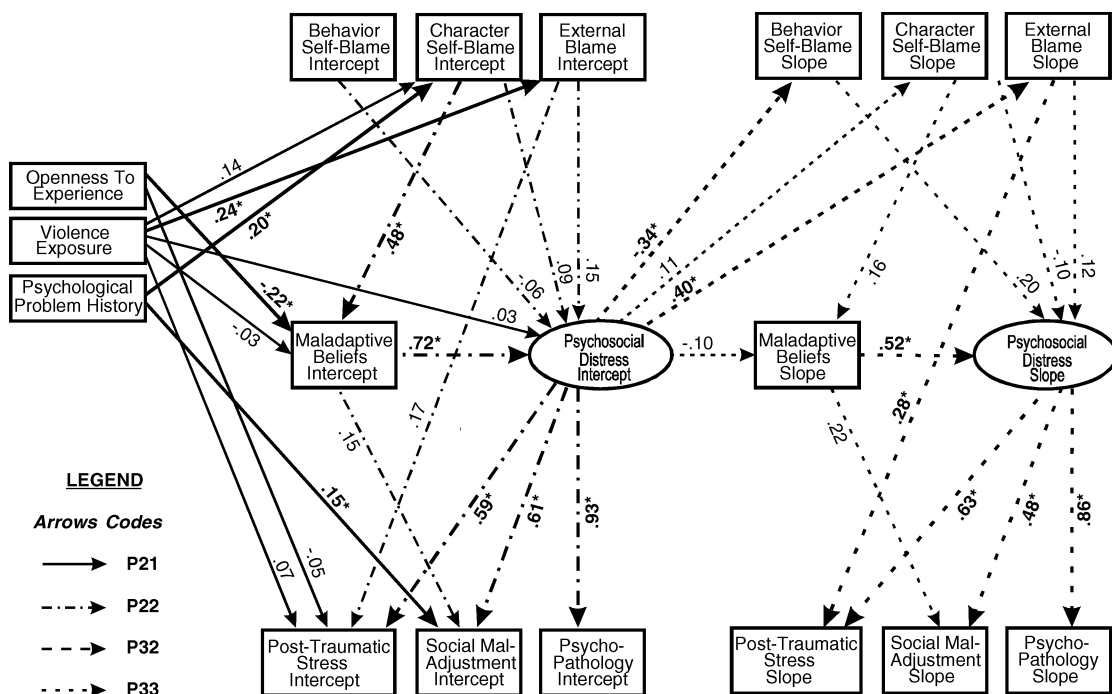 Behavior
Self-Blame
Intercept
Character
Self-Blame
Intercept
External
Blame
Intercept
Behavior
Self-Blame
Slope
Character
Self-Blame
Slope
External
Blame
Slope
Openness To
Experience
Violence
Exposure
Psychological
Problem History
.14
.24*
.20*
-.22*
-.03
.03
.48*
-.06
.09
.15
-.34*
.11
.40*
.16
.20
.10
.12
Maladaptive
Beliefs
Intercept
.72*
Psychosocial
Distress
Intercept
-.10
Maladaptive
Beliefs
Slope
.52*
Psychosocial
Distress
Slope
.17
.15
.28*
.22
.15*
.59*
.61*
.93*
.63*
.48*
.86*
.07
-.05
LEGEND
Arrows Codes
P21
P22
P32
P33
Post-Traumatic
Stress
Intercept
Social Mal-
Adjustment
Intercept
Psycho-
Pathology
Intercept
Post-Traumatic
Stress
Slope
Social Mal-
Adjustment
Slope
Psycho-
Pathology
Slope